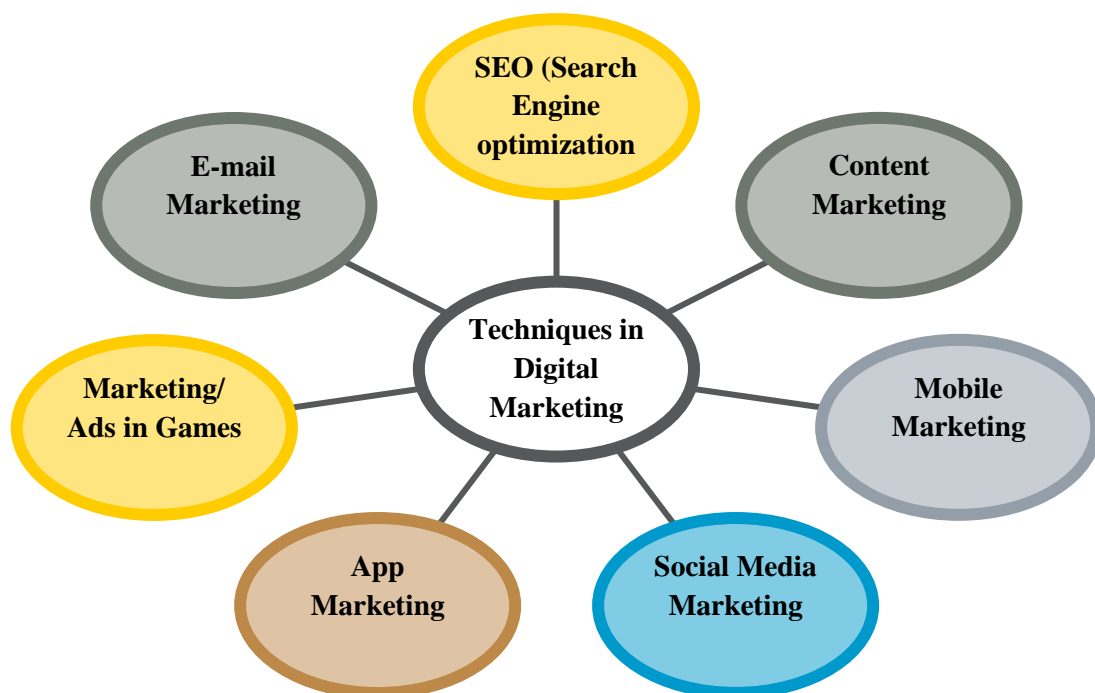 SEO (Search
Engine
optimization
E-mail
Marketing
Content
Marketing
Techniques in
Digital
Marketing
Marketing/
Ads in Games
Mobile
Marketing
App
Marketing
Social Media
Marketing